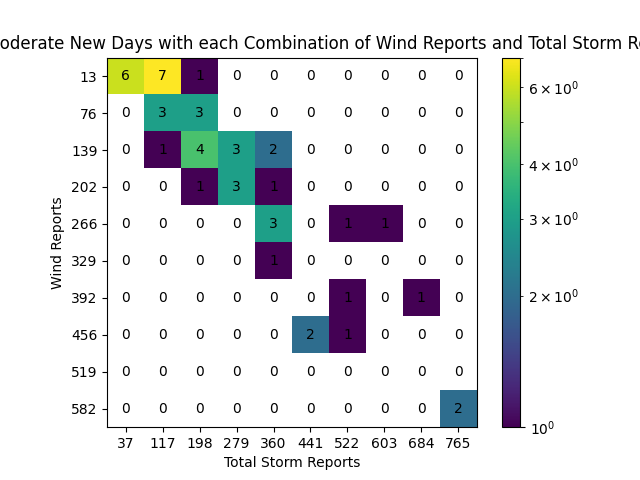 oderate New Days with each Combination of Wind Reports and Total Storm R
13 6 7 1 0 0 0 0 0 0 0
76 0 3 3 0 0 0 0 0 0 0
139 0 1 4 3 2 0 0 0 0 0
202 0 0 1 3 1 0 0 0 0 0
266 0 0 0 0 3 0 1 1 0 0
329 0 0 0 0 1 0 0 0 0 0
392 0 0 0 0 0 0 1 0 1 0
456 0 0 0 0 0 2 1 0 0 0
519 0 0 0 0 0 0 0 0 0 0
582 0 0 0 0 0 0 0 0 0 2
37 117 198 279 360 441 522 603 684 765
Total Storm Reports
Wind Reports
6 × 10⁰
4 × 10⁰
3 × 10⁰
2 × 10⁰
10⁰